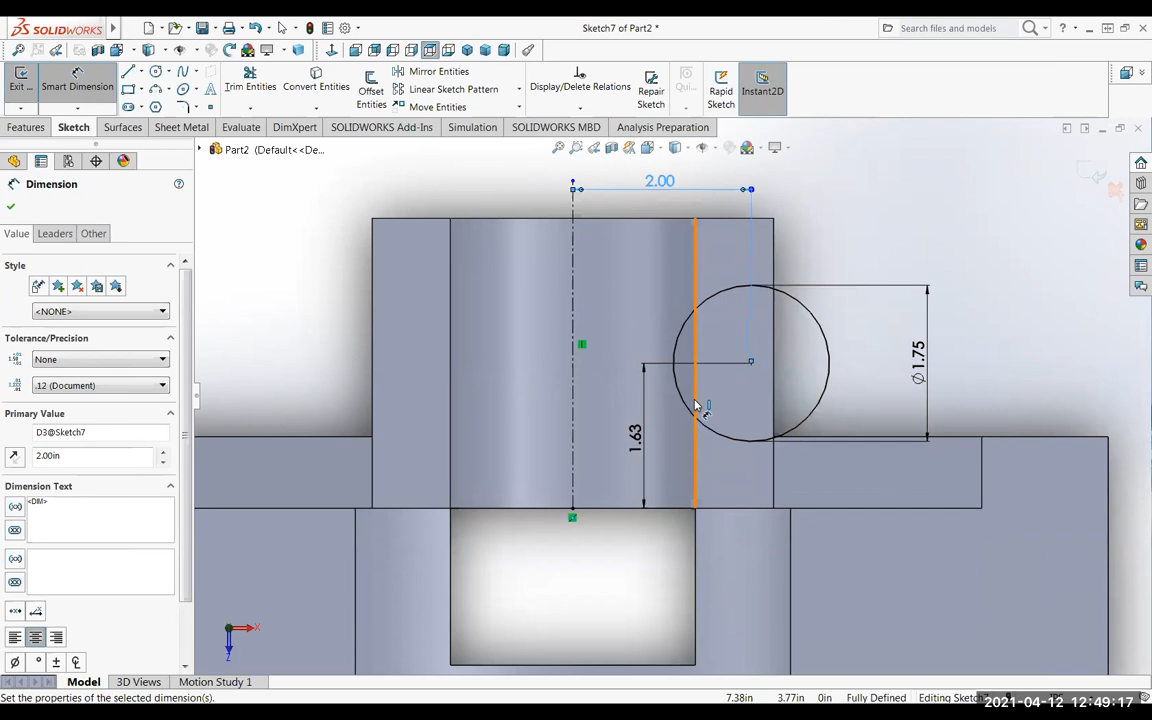 SOLIDWORKS
Sketch7 of Part2 *
Search files and models
Exit ...
Smart Dimension
Trim Entities
Convert Entities
Offset Entities
Mirror Entities
Linear Sketch Pattern
Move Entities
Display/Delete Relations
Repair Sketch
Qui...
Rapid Sketch
Instant2D
Features
Sketch
Surfaces
Sheet Metal
Evaluate
DimXpert
SOLIDWORKS Add-Ins
Simulation
SOLIDWORKS MBD
Analysis Preparation
Part2 (Default<<De...
Dimension
Value
Leaders
Other
Style
<NONE>
Tolerance/Precision
None
.12 (Document)
Primary Value
D3@Sketch7
2.00in
Dimension Text
<DIM>
2.00
1.63
Ø1.75
X
Z
Model
3D Views
Motion Study 1
Set the properties of the selected dimension(s).
7.38in
3.77in
0in
Fully Defined
Editing Sketch7
2021-04-12 12:49:17